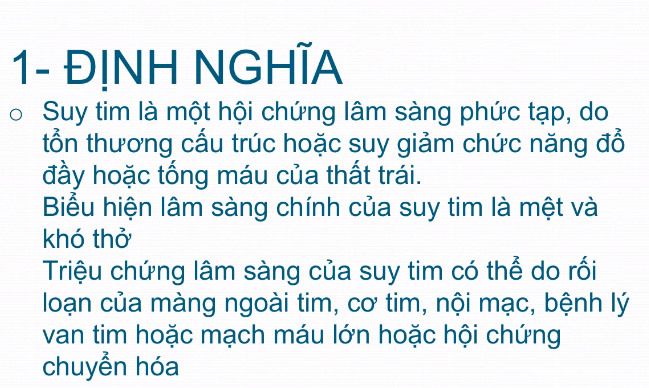 1- ĐỊNH NGHĨA
o Suy tim là một hội chứng lâm sàng phức tạp, do
tổn thương cấu trúc hoặc suy giảm chức năng đổ
đầy hoặc tống máu của thất trái.
Biểu hiện lâm sàng chính của suy tim là mệt và
khó thở
Triệu chứng lâm sàng của suy tim có thể do rối
loạn của màng ngoài tim, cơ tim, nội mạc, bệnh lý
van tim hoặc mạch máu lớn hoặc hội chứng
chuyển hóa